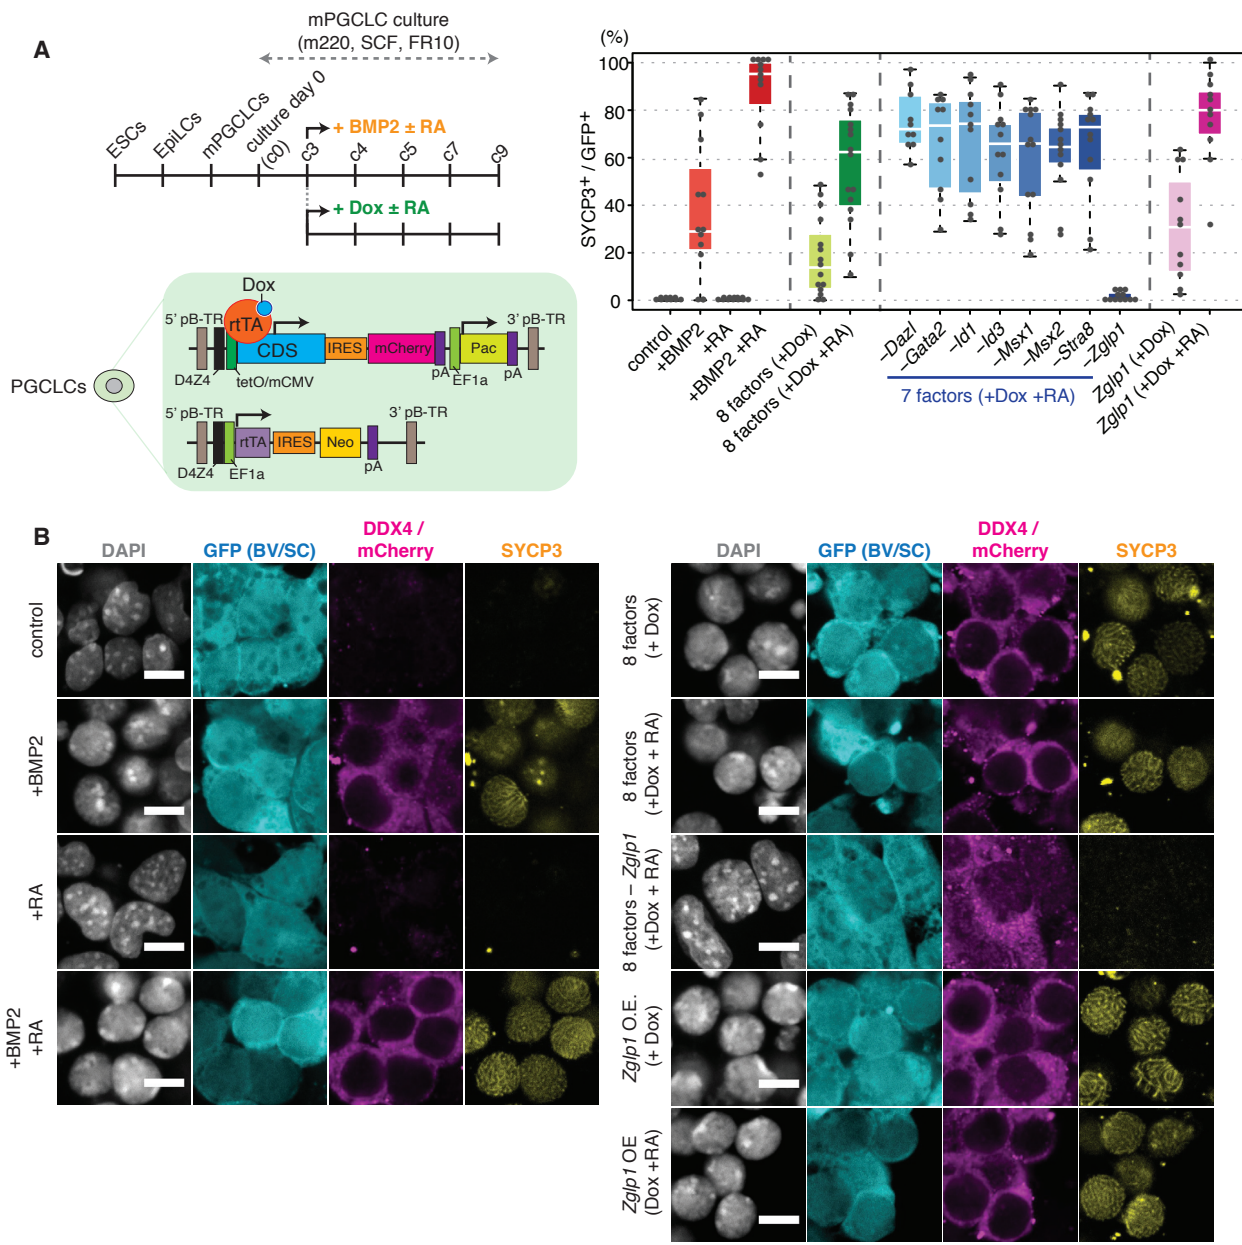 A
mPGCLC culture
(m220, SCF, FR10)
ESCs
EpiLCs
mPGCLCs
culture day 0
(c0)
c3
c4
c5
c7
c9
+ BMP2 ± RA
+ Dox ± RA
PGCLCs
Dox
rtTA
5' pB-TR
3' pB-TR
CDS
IRES
mCherry
Pac
D4Z4
tetO/mCMV
pA
EF1a
pA
5' pB-TR
3' pB-TR
rtTA
IRES
Neo
D4Z4
EF1a
pA
(%)
SYCP3+ / GFP+
100
80
60
40
20
0
control
+BMP2
+RA
+BMP2 +RA
8 factors (+Dox)
8 factors (+Dox +RA)
–Dazl
–Gata2
–Id1
–Id3
–Msx1
–Msx2
–Stra8
–Zglp1
7 factors (+Dox +RA)
Zglp1 (+Dox)
Zglp1 (+Dox +RA)
B
DAPI
GFP (BV/SC)
DDX4 /
mCherry
SYCP3
control
+BMP2
+RA
+BMP2
+RA
DAPI
GFP (BV/SC)
DDX4 /
mCherry
SYCP3
8 factors
(+ Dox)
8 factors
(+Dox + RA)
8 factors – Zglp1
(+Dox + RA)
Zglp1 O.E.
(+ Dox)
Zglp1 OE
(Dox +RA)